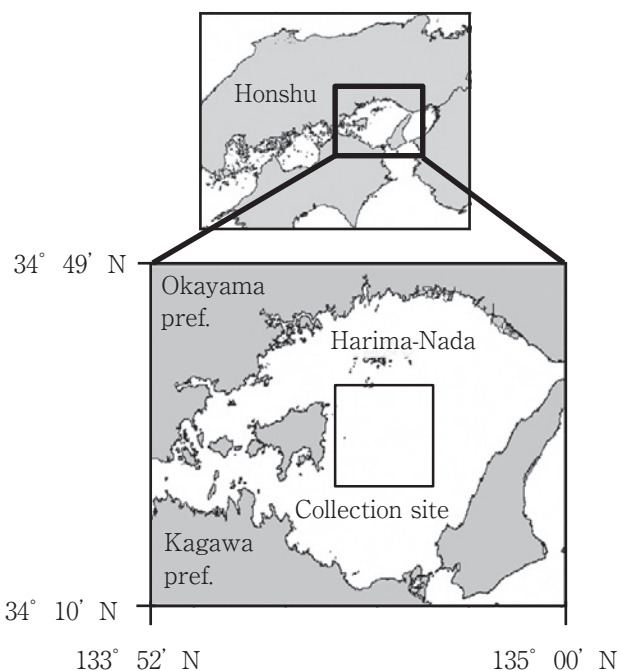 Honshu
34° 49' N
Okayama
pref.
Harima-Nada
Collection site
Kagawa
pref.
34° 10' N
133° 52' N
135° 00' N